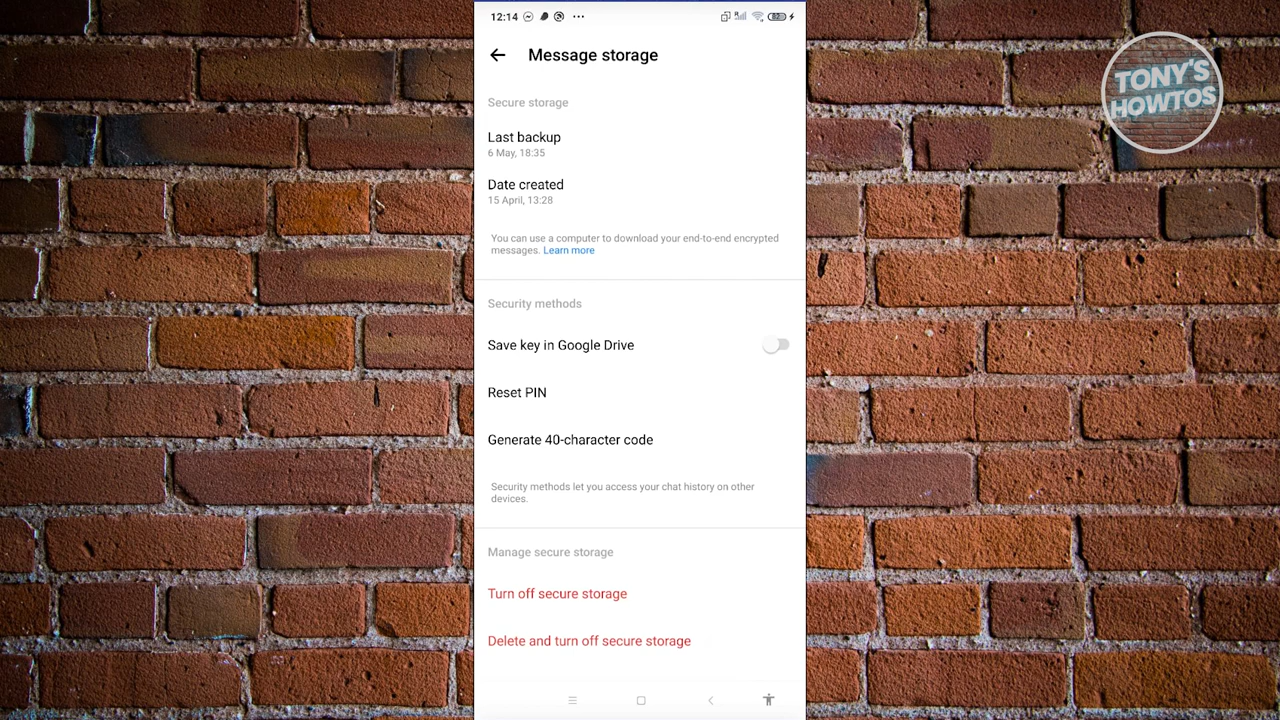 12:14
80
Message storage
TONY'S
HOWTOS
Secure storage
Last backup
6 May, 18:35
Date created
15 April, 13:28
You can use a computer to download your end-to-end encrypted
messages. Learn more
Security methods
Save key in Google Drive
Reset PIN
Generate 40-character code
Security methods let you access your chat history on other
devices.
Manage secure storage
Turn off secure storage
Delete and turn off secure storage